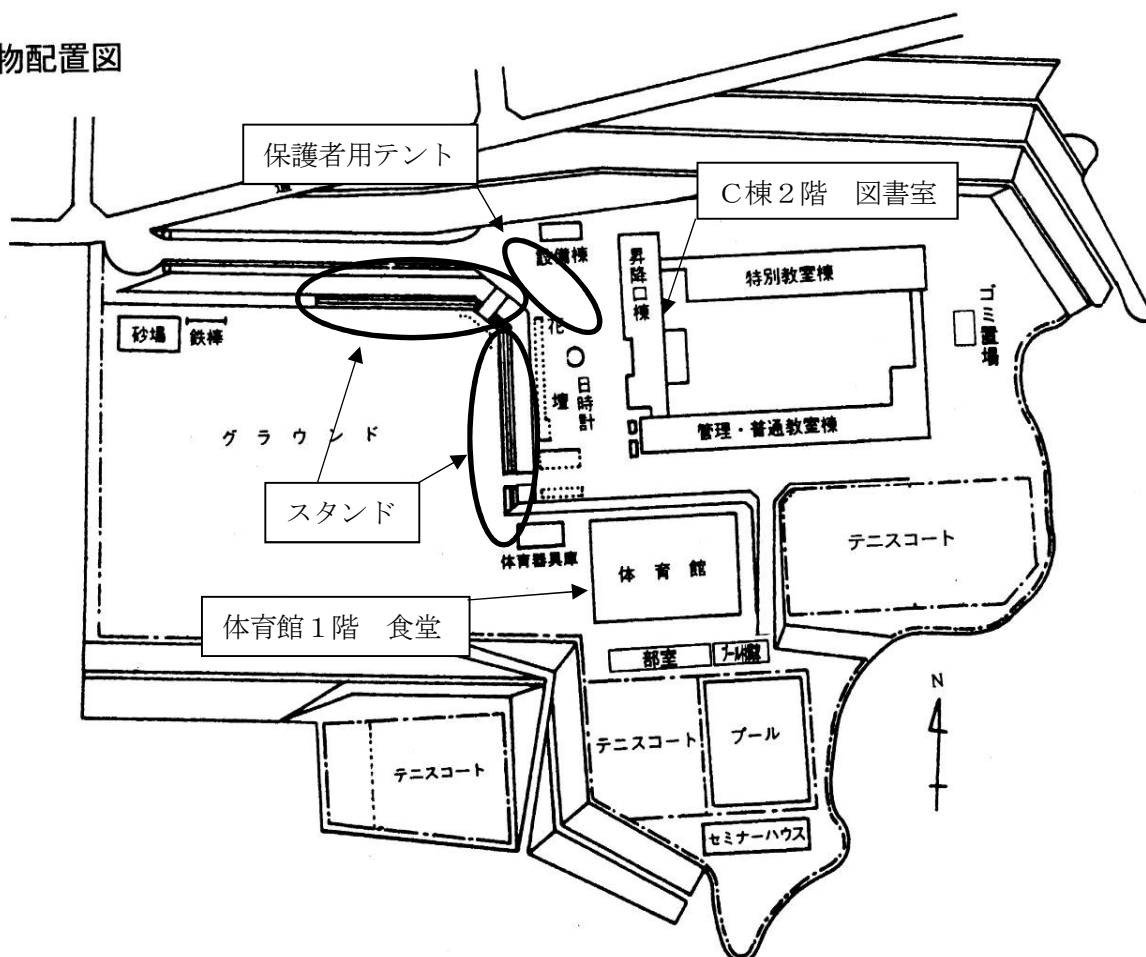 物配置図
保護者用テント
C棟2階　図書室
設備棟
昇降口棟
特別教室棟
ゴミ置場
砂場
鉄棒
花壇
日時計
管理・普通教室棟
グラウンド
スタンド
体育器具庫
体育館
テニスコート
体育館1階　食堂
部室
N
テニスコート
プール
テニスコート
セミナーハウス